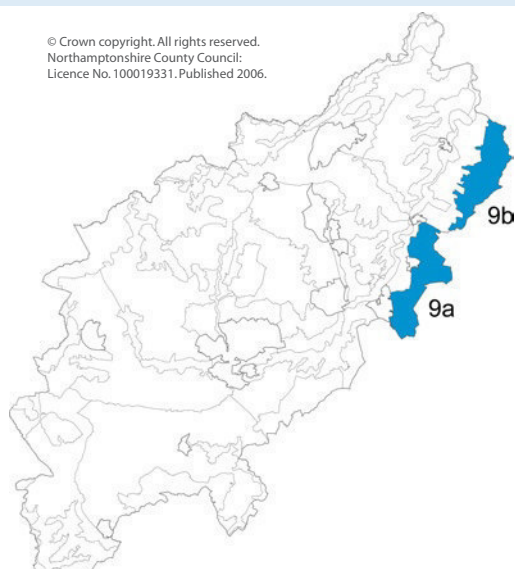 © Crown copyright. All rights reserved.
Northamptonshire County Council:
Licence No. 100019331. Published 2006.
9b
9a